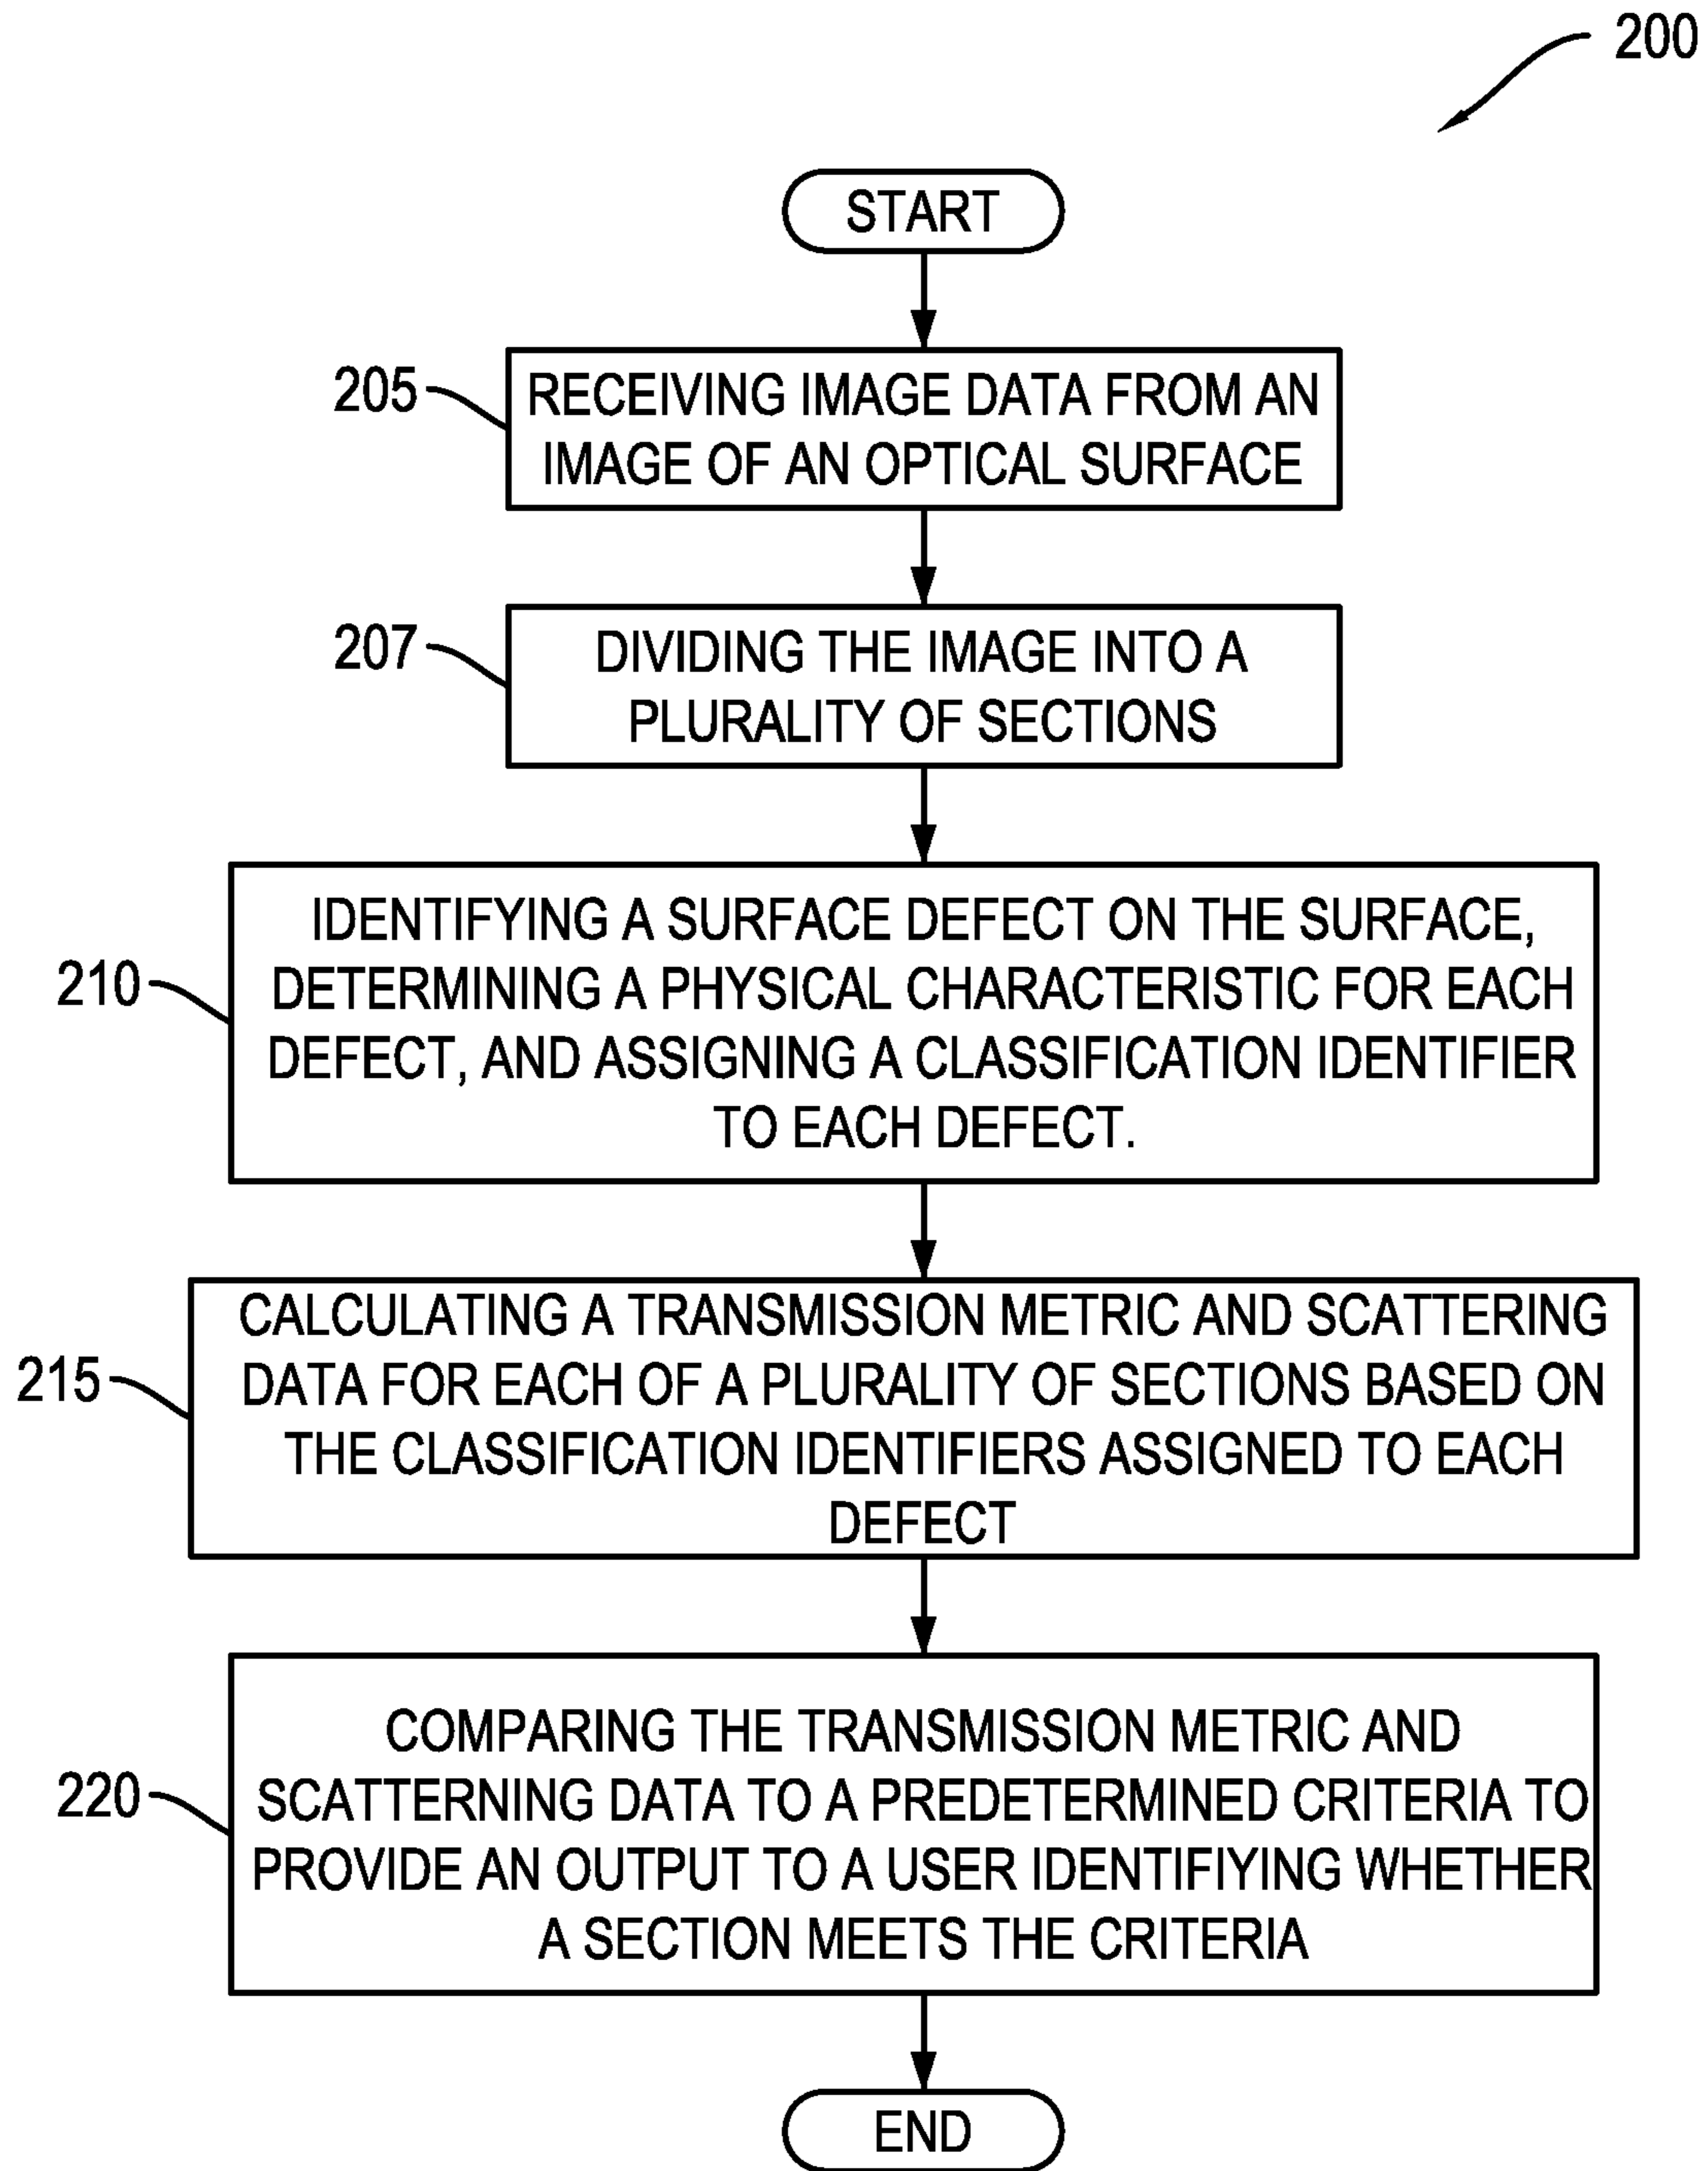 200
START
205
RECEIVING IMAGE DATA FROM AN
IMAGE OF AN OPTICAL SURFACE
207
DIVIDING THE IMAGE INTO A
PLURALITY OF SECTIONS
210
IDENTIFYING A SURFACE DEFECT ON THE SURFACE,
DETERMINING A PHYSICAL CHARACTERISTIC FOR EACH
DEFECT, AND ASSIGNING A CLASSIFICATION IDENTIFIER
TO EACH DEFECT.
215
CALCULATING A TRANSMISSION METRIC AND SCATTERING
DATA FOR EACH OF A PLURALITY OF SECTIONS BASED ON
THE CLASSIFICATION IDENTIFIERS ASSIGNED TO EACH
DEFECT
220
COMPARING THE TRANSMISSION METRIC AND
SCATTERNING DATA TO A PREDETERMINED CRITERIA TO
PROVIDE AN OUTPUT TO A USER IDENTIFIYING WHETHER
A SECTION MEETS THE CRITERIA
END